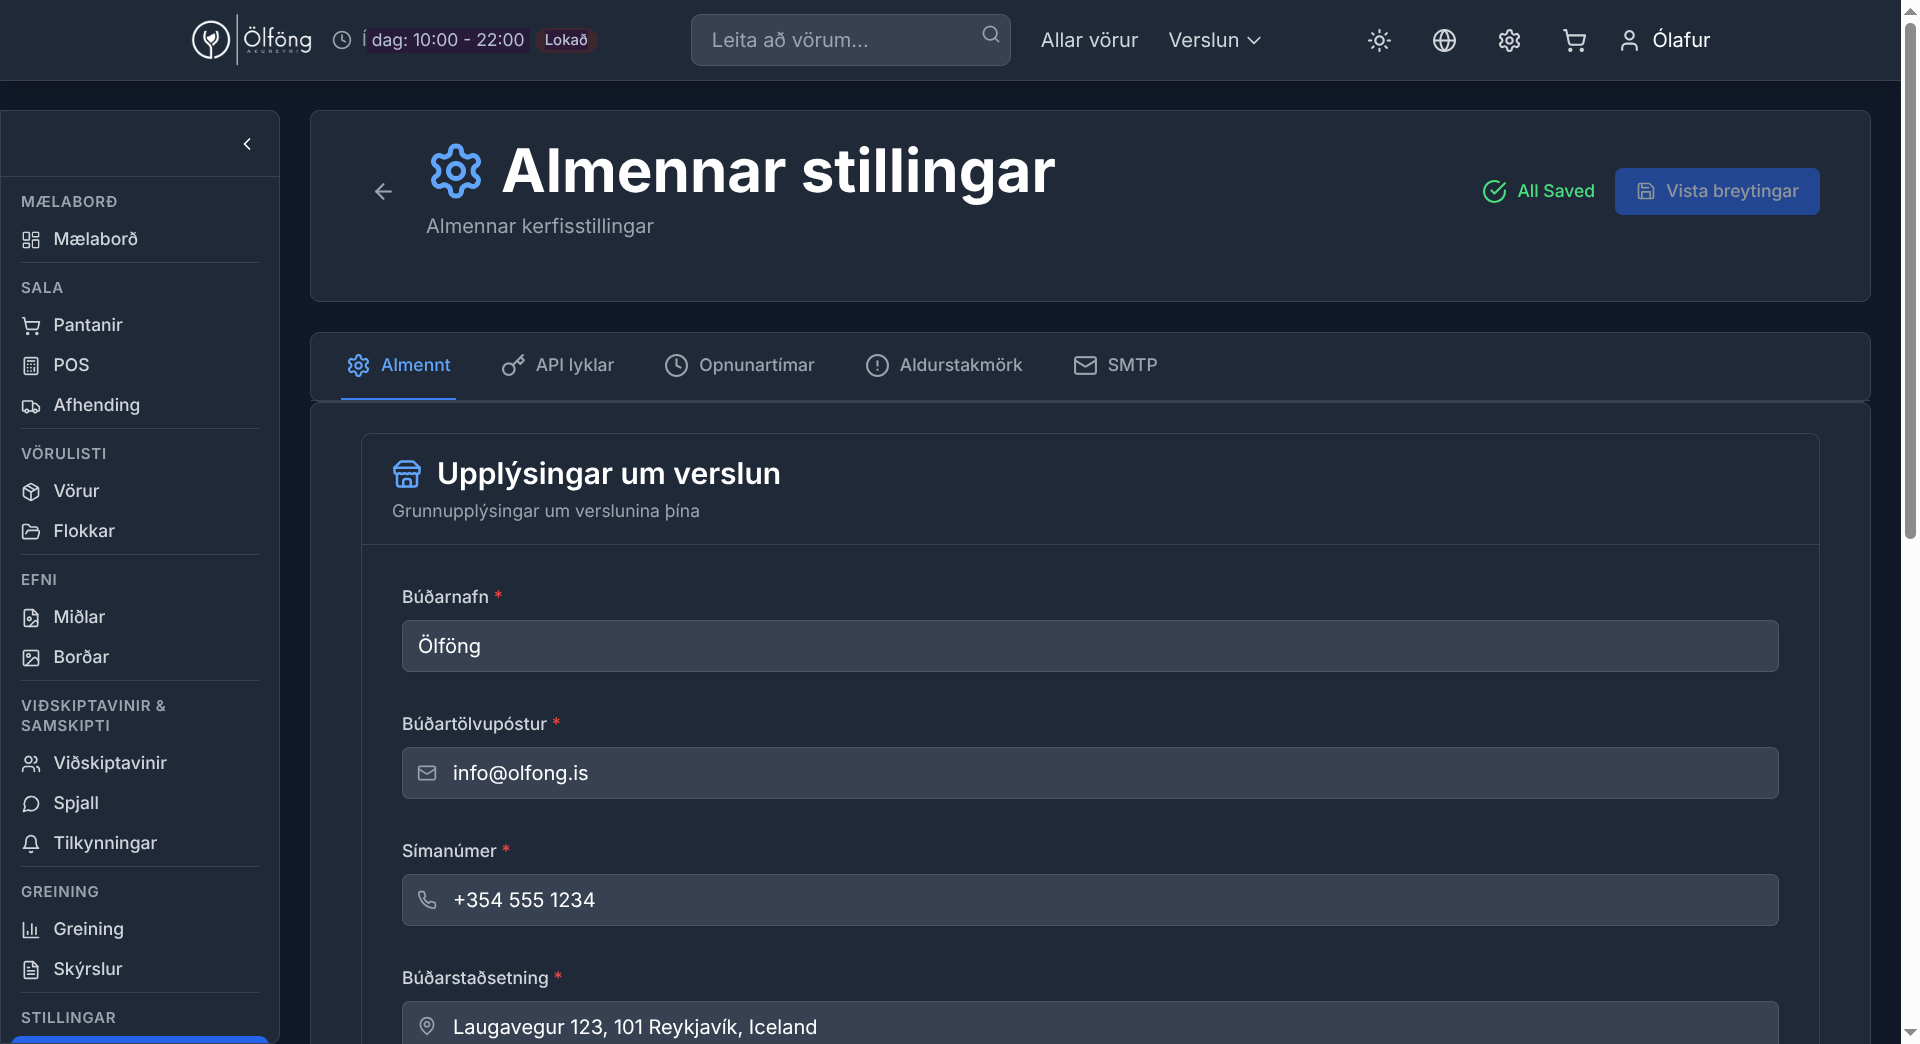 Ölföng
AKUREYRI
Í dag: 10:00 - 22:00
Lokað
Leita að vörum...
Allar vörur
Verslun
Ólafur
MÆLABORÐ
Mælaborð
SALA
Pantanir
POS
Afhending
VÖRULISTI
Vörur
Flokkar
EFNI
Miðlar
Borðar
VIÐSKIPTAVINIR &
SAMSKIPTI
Viðskiptavinir
Spjall
Tilkynningar
GREINING
Greining
Skýrslur
STILLINGAR
Almennar stillingar
Almennar kerfisstillingar
All Saved
Vista breytingar
Almennt
API lyklar
Opnunartímar
Aldurstakmörk
SMTP
Upplýsingar um verslun
Grunnupplýsingar um verslunina þína
Búðarnafn *
Ölföng
Búðartölvupóstur *
info@olfong.is
Símanúmer *
+354 555 1234
Búðarstaðsetning *
Laugavegur 123, 101 Reykjavík, Iceland